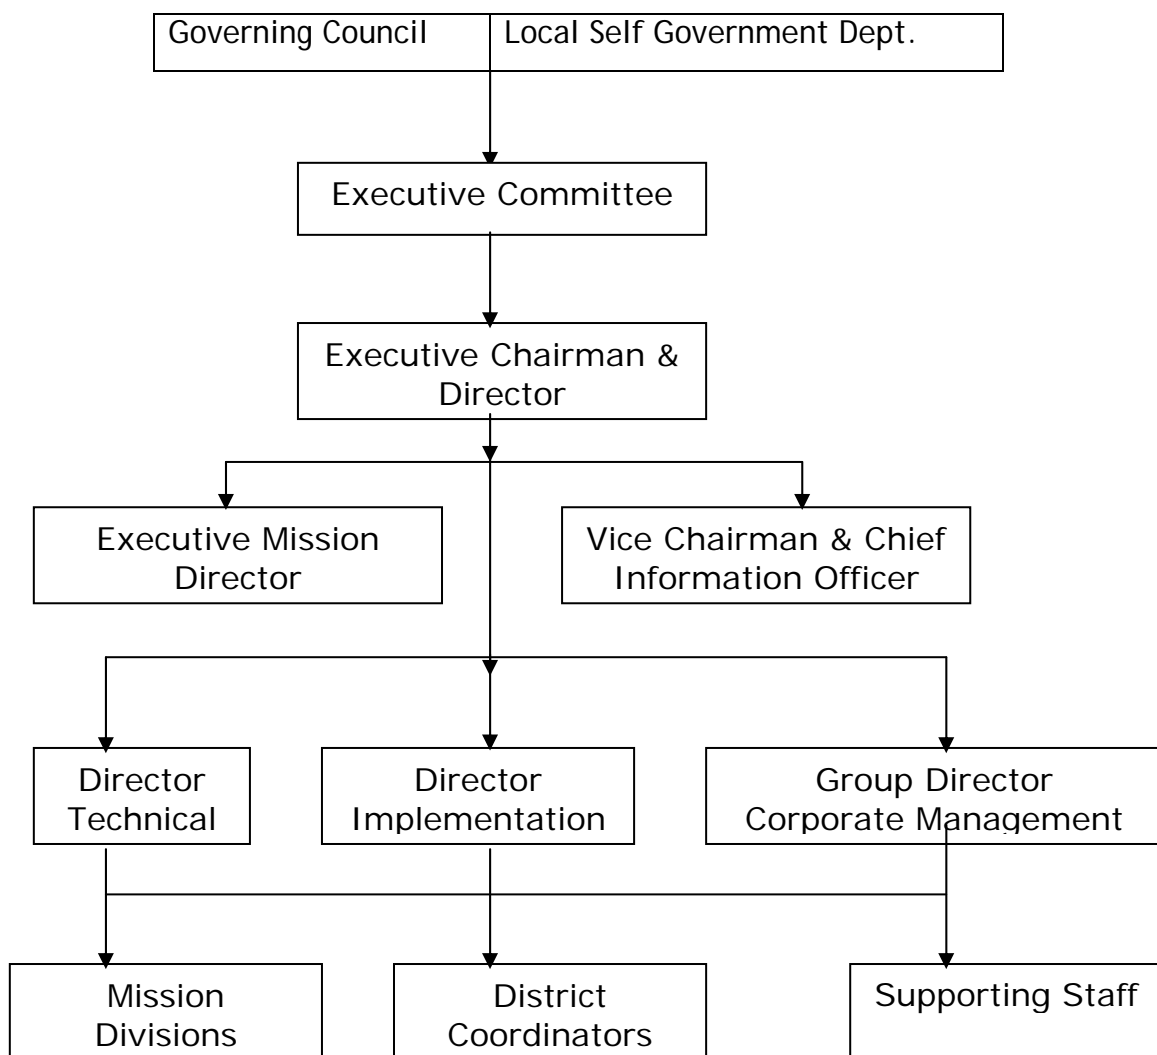 Governing Council Local Self Government Dept.
Executive Committee
Executive Chairman &
Director
Executive Mission
Director
Vice Chairman & Chief
Information Officer
Director
Technical
Director
Implementation
Group Director
Corporate Management
Mission
Divisions
District
Coordinators
Supporting Staff